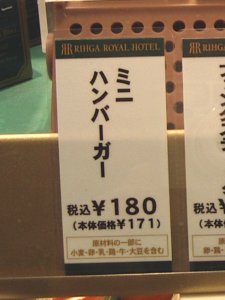 RIHGA ROYAL HOTEL
ミニ
ハンバーガー
税込¥180
(本体価格¥171)
原材料の一部に
小麦・卵・乳・鶏・牛・大豆を含む
RIHGA ROY